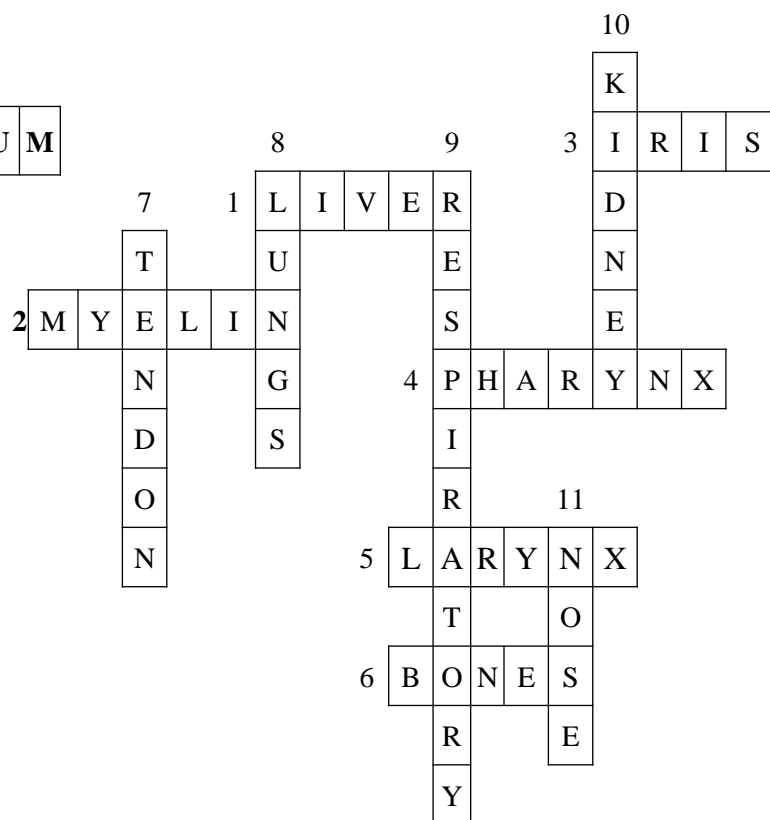 10
K
U M 8 9 3 I R I S
7 1 L I V E R D
T U E N
2 M Y E L I N S E
N G 4 P H A R Y N X
D S I
O R 11
N 5 L A R Y N X
T O
6 B O N E S
R E
Y